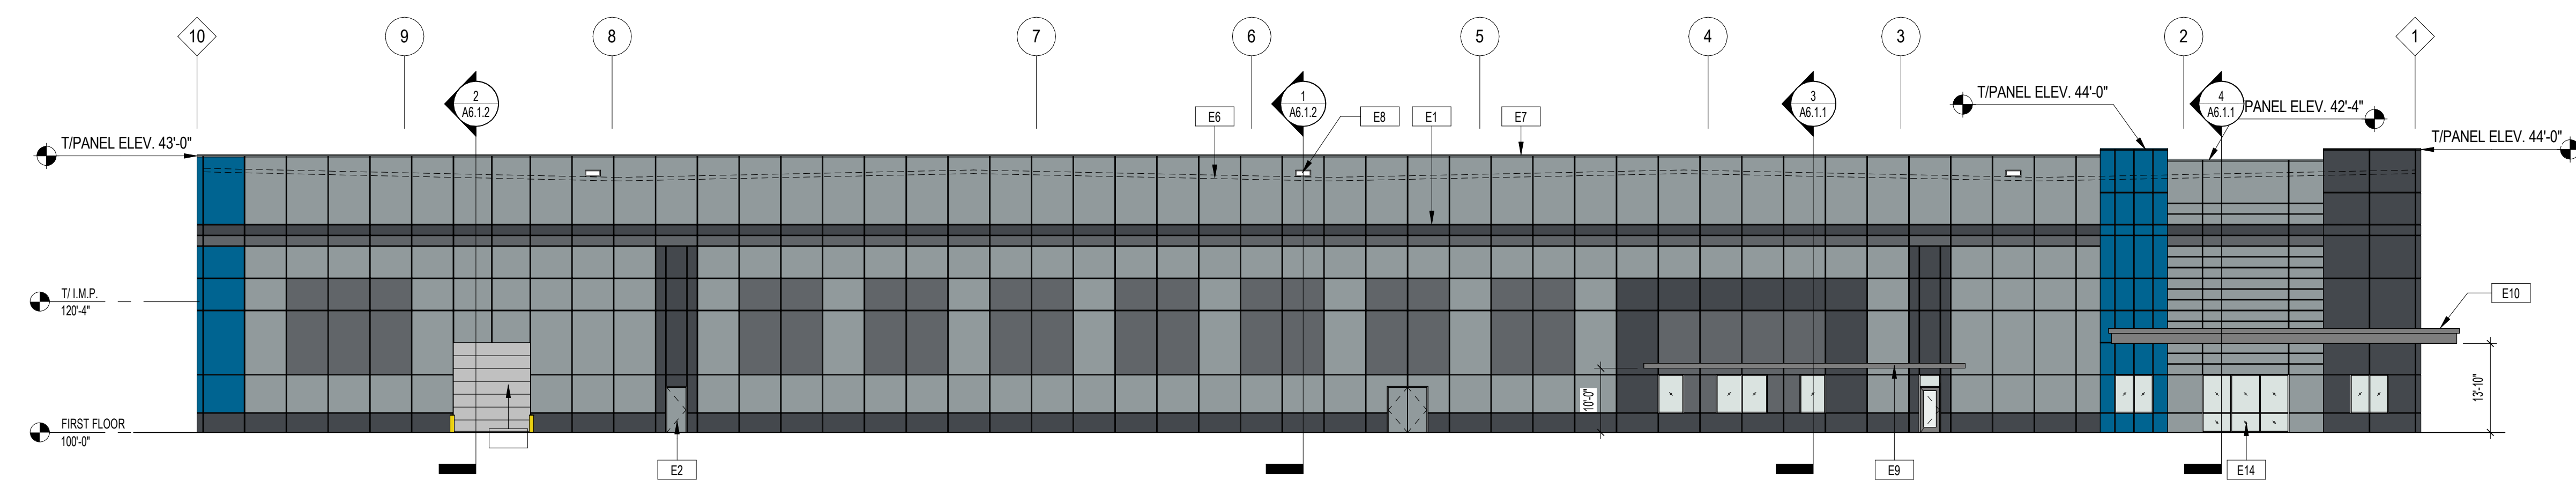 10
9
8
7
6
5
4
3
2
1
2
A6.1.2
1
A6.1.2
3
A6.1.1
4
A6.1.1
T/PANEL ELEV. 44'-0"
PANEL ELEV. 42'-4"
E6
E8
E1
E7
T/PANEL ELEV. 43'-0"
T/PANEL ELEV. 44'-0"
T/ I.M.P.
120'-4"
E10
10'-0"
13'-10"
FIRST FLOOR
100'-0"
E2
E9
E14